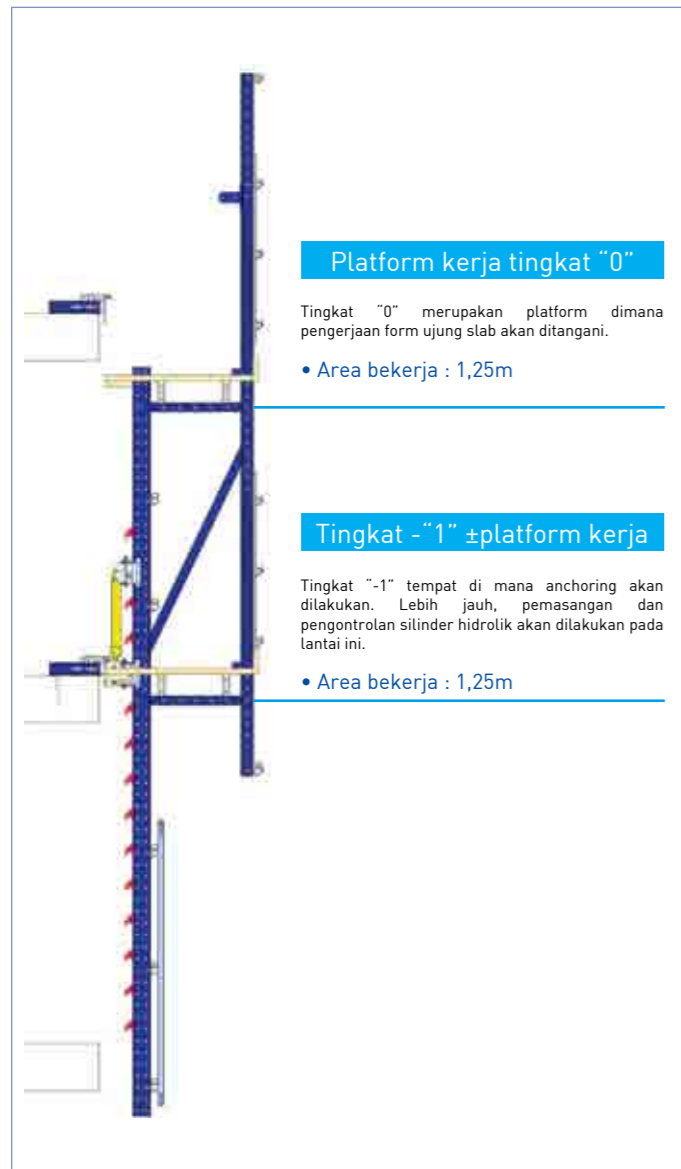 Platform kerja tingkat “0”
Tingkat “0” merupakan platform dimana
pengerjaan form ujung slab akan ditangani.
• Area bekerja : 1,25m
Tingkat -“1” ±platform kerja
Tingkat “-1” tempat di mana anchoring akan
dilakukan. Lebih jauh, pemasangan dan
pengontrolan silinder hidrolik akan dilakukan pada
lantai ini.
• Area bekerja : 1,25m